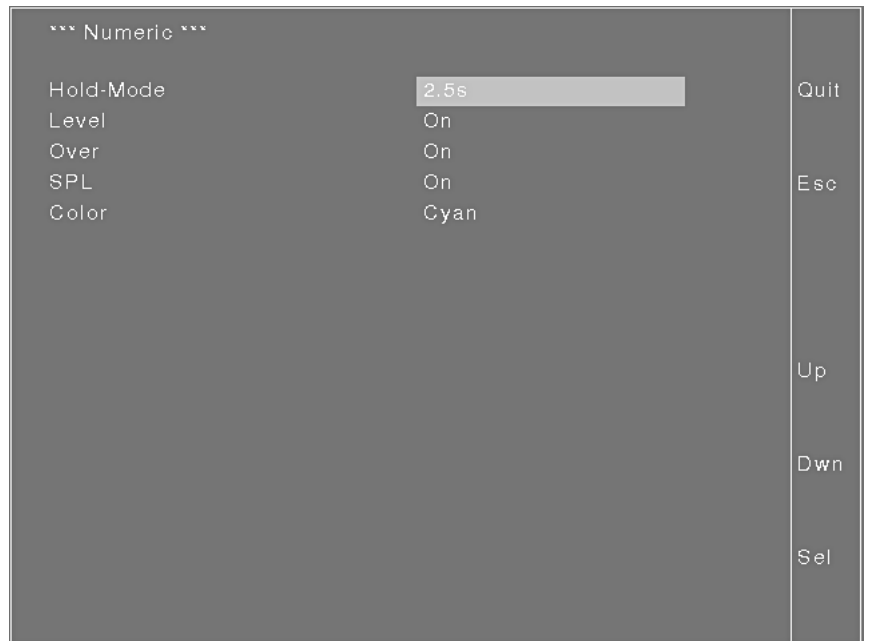 *** Numeric ***
Hold-Mode 2.5s
Level On
Over On
SPL On
Color Cyan
Quit
Esc
Up
Dwn
Sel